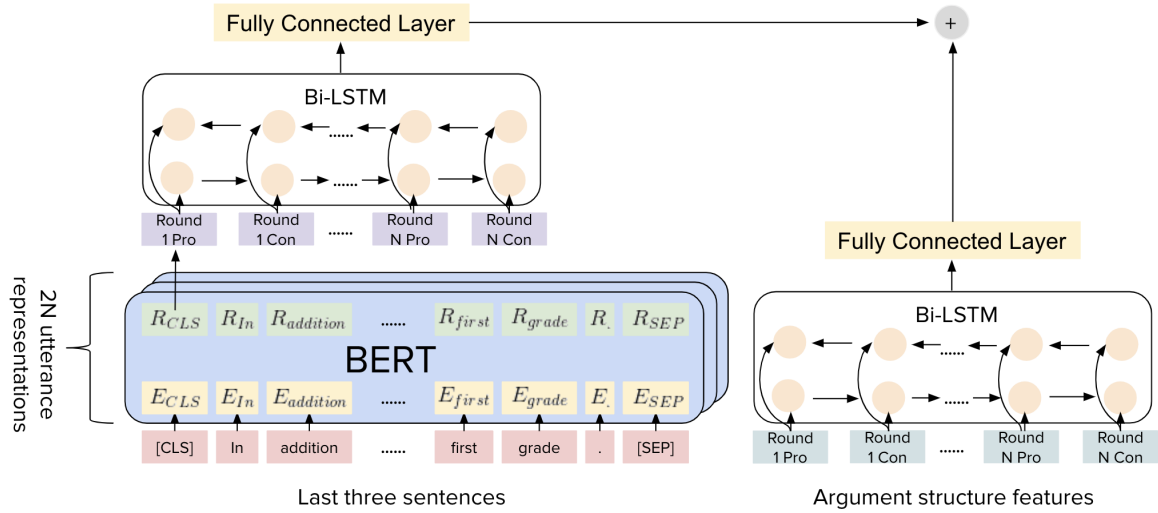 Fully Connected Layer
+
Bi-LSTM
......
......
Round 1 Pro
Round 1 Con
......
Round N Pro
Round N Con
2N utterance representations
R_CLS R_In R_addition ...... R_first R_grade R_. R_SEP
BERT
E_CLS E_In E_addition ...... E_first E_grade E_. E_SEP
[CLS] In addition ...... first grade . [SEP]
Last three sentences
Fully Connected Layer
Bi-LSTM
......
......
Round 1 Pro
Round 1 Con
......
Round N Pro
Round N Con
Argument structure features